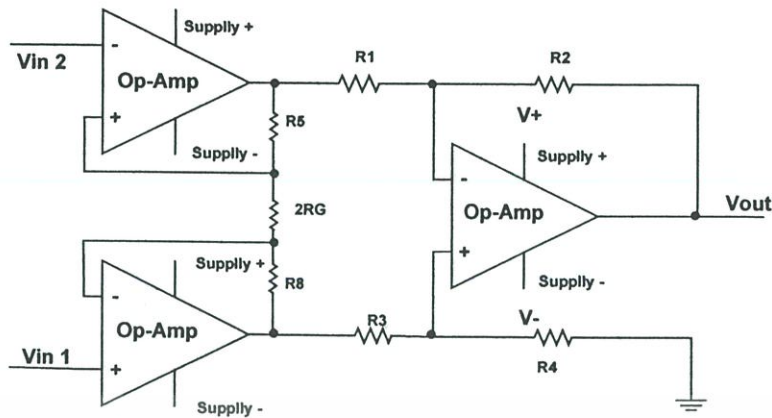 Supplly +
Vin 2
-
Op-Amp
+
Supplly -
R5
R1
R2
V+
Supplly +
-
Op-Amp
+
Vout
Supplly -
2RG
Supplly +
R8
-
Op-Amp
+
Vin 1
R3
V-
R4
Supplly -